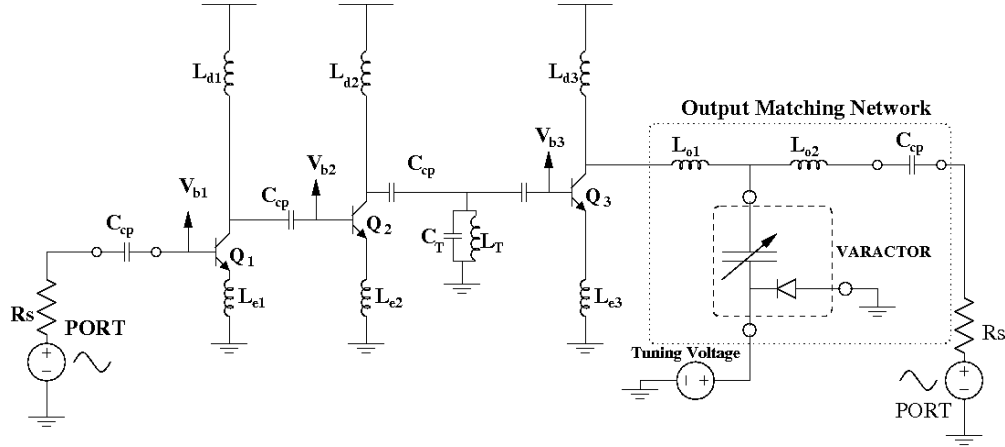 L_d1
L_d2
L_d3
Output Matching Network
L_o1
L_o2
C_cp
V_b3
V_b2
C_cp
V_b1
C_cp
Q_3
C_cp
Q_2
C_T
L_T
Q_1
VARACTOR
L_e1
L_e2
L_e3
Rs
PORT
Tuning Voltage
Rs
PORT